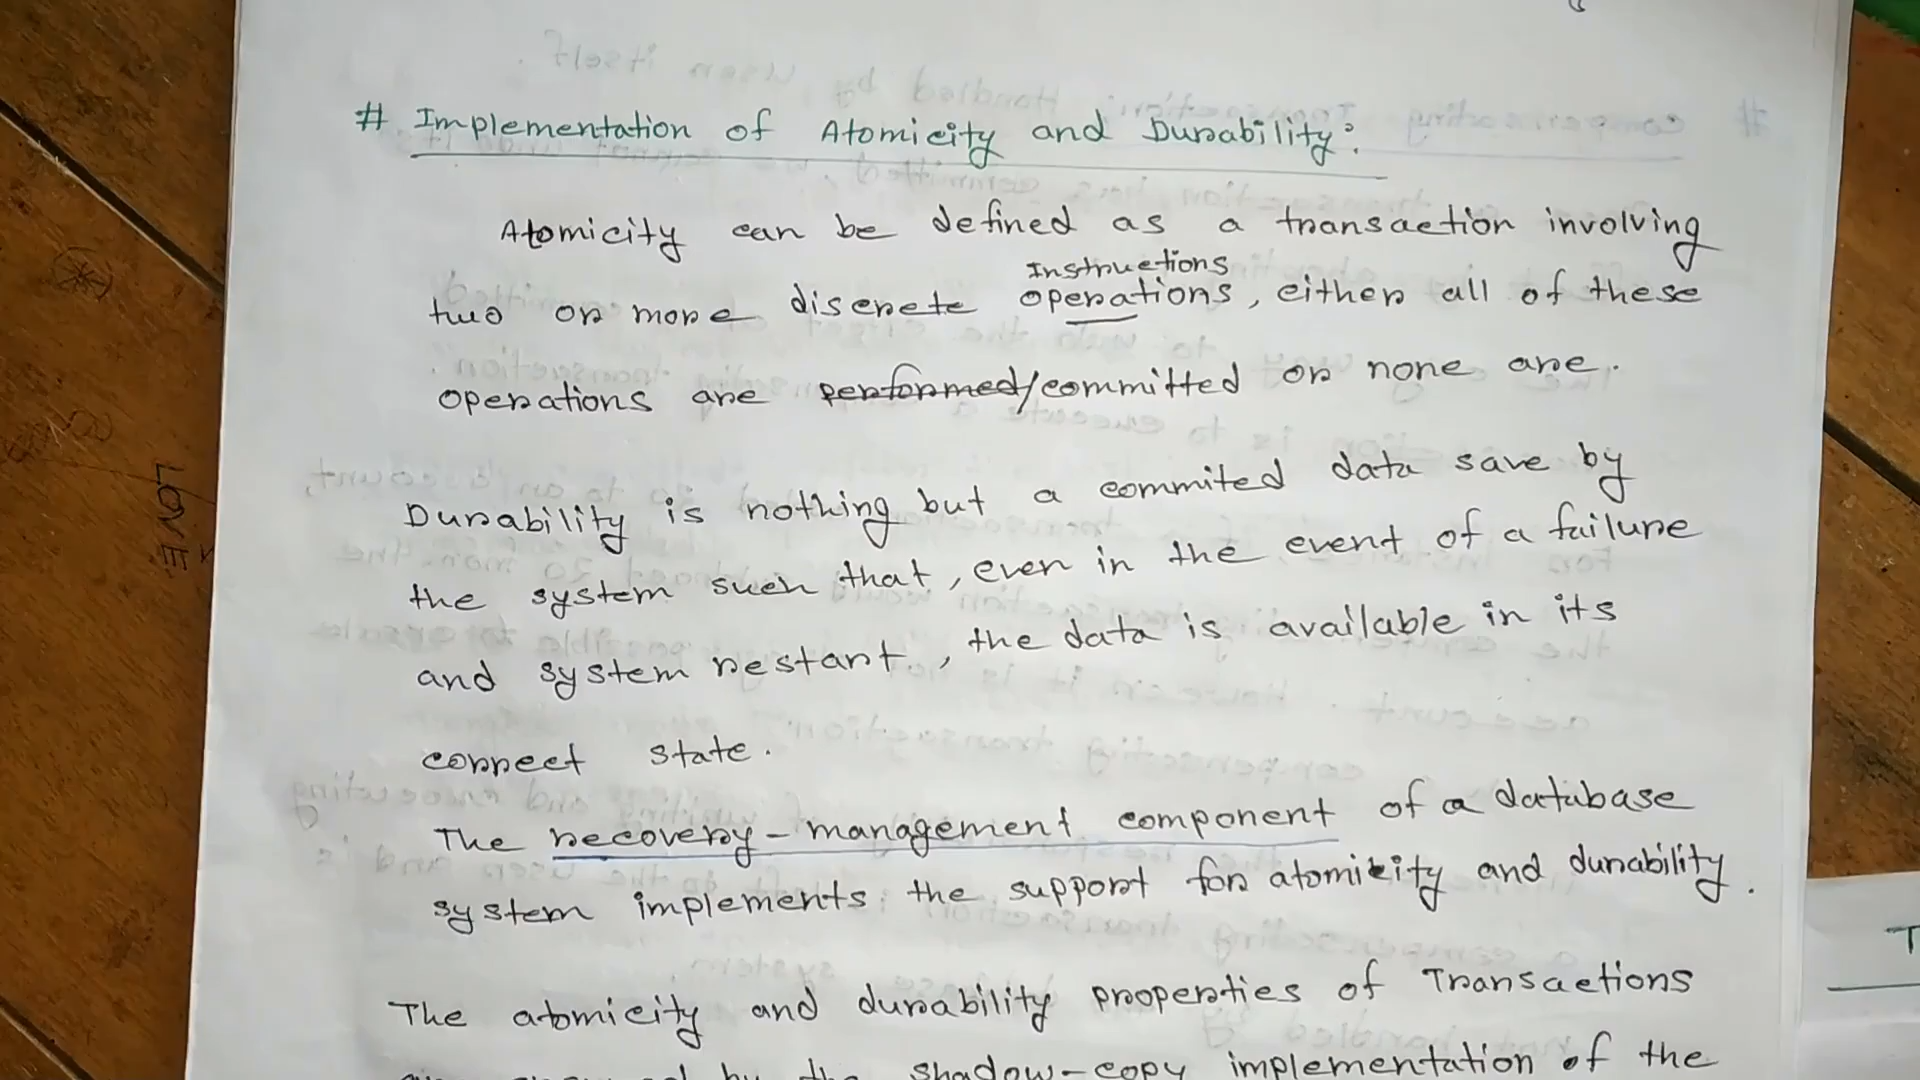 # Implementation of Atomicity and Durability:
Atomicity can be defined as a transaction involving
Instructions
two or more discrete operations, either all of these
operations are performed/committed or none are.
Durability is nothing but a commited data save by
the system such that, even in the event of a failure
and system restart, the data is available in its
correct state.
The recovery-management component of a database
system implements the support for atomicity and durability.
The atomicity and durability properties of Transactions
by the shadow-copy implementation of the
T
LOVE